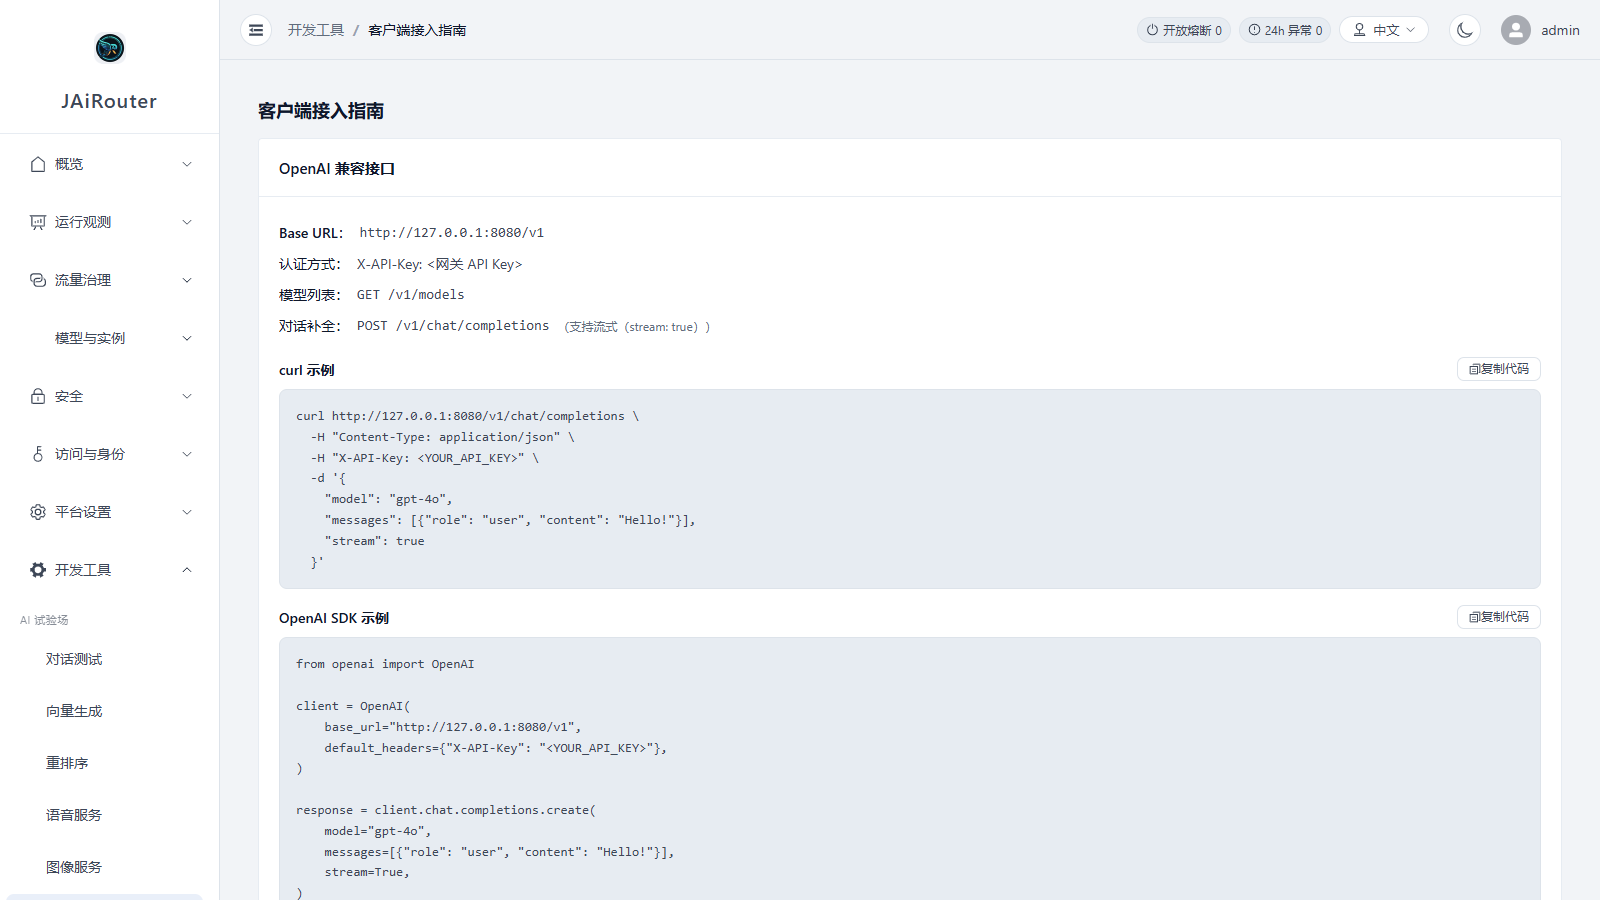 JAiRouter
概览
运行观测
流量治理
模型与实例
安全
访问与身份
平台设置
开发工具
AI 试验场
对话测试
向量生成
重排序
语音服务
图像服务
开发工具 / 客户端接入指南
开放熔断 0
24h 异常 0
中文
admin
客户端接入指南
OpenAI 兼容接口
Base URL： http://127.0.0.1:8080/v1
认证方式： X-API-Key: <网关 API Key>
模型列表： GET /v1/models
对话补全： POST /v1/chat/completions （支持流式（stream: true））
curl 示例
复制代码
curl http://127.0.0.1:8080/v1/chat/completions \
  -H "Content-Type: application/json" \
  -H "X-API-Key: <YOUR_API_KEY>" \
  -d '{
    "model": "gpt-4o",
    "messages": [{"role": "user", "content": "Hello!"}],
    "stream": true
  }'
OpenAI SDK 示例
复制代码
from openai import OpenAI
client = OpenAI(
    base_url="http://127.0.0.1:8080/v1",
    default_headers={"X-API-Key": "<YOUR_API_KEY>"},
)
response = client.chat.completions.create(
    model="gpt-4o",
    messages=[{"role": "user", "content": "Hello!"}],
    stream=True,
)